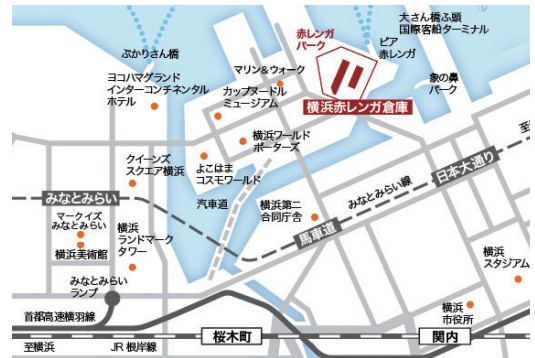 大さん橋ふ頭
国際客船ターミナル
赤レンガ
パーク
ピア
赤レンガ
ぷかりさん橋
マリン&ウォーク
ヨコハマグランド
インターコンチネンタル
ホテル
カップヌードル
ミュージアム
象の鼻
パーク
横浜赤レンガ倉庫
横浜ワールド
ポーターズ
クイーンズ
スクエア横浜
よこはま
コスモワールド
日本大通り
みなとみらい
汽車道
みなとみらい線
マークイズ
みなとみらい
横浜美術館
横浜
ランドマーク
タワー
横浜第二
合同庁舎
馬車道
横浜
スタジアム
みなとみらい
ランプ
横浜
市役所
首都高速横羽線
至横浜
JR 根岸線
桜木町
関内